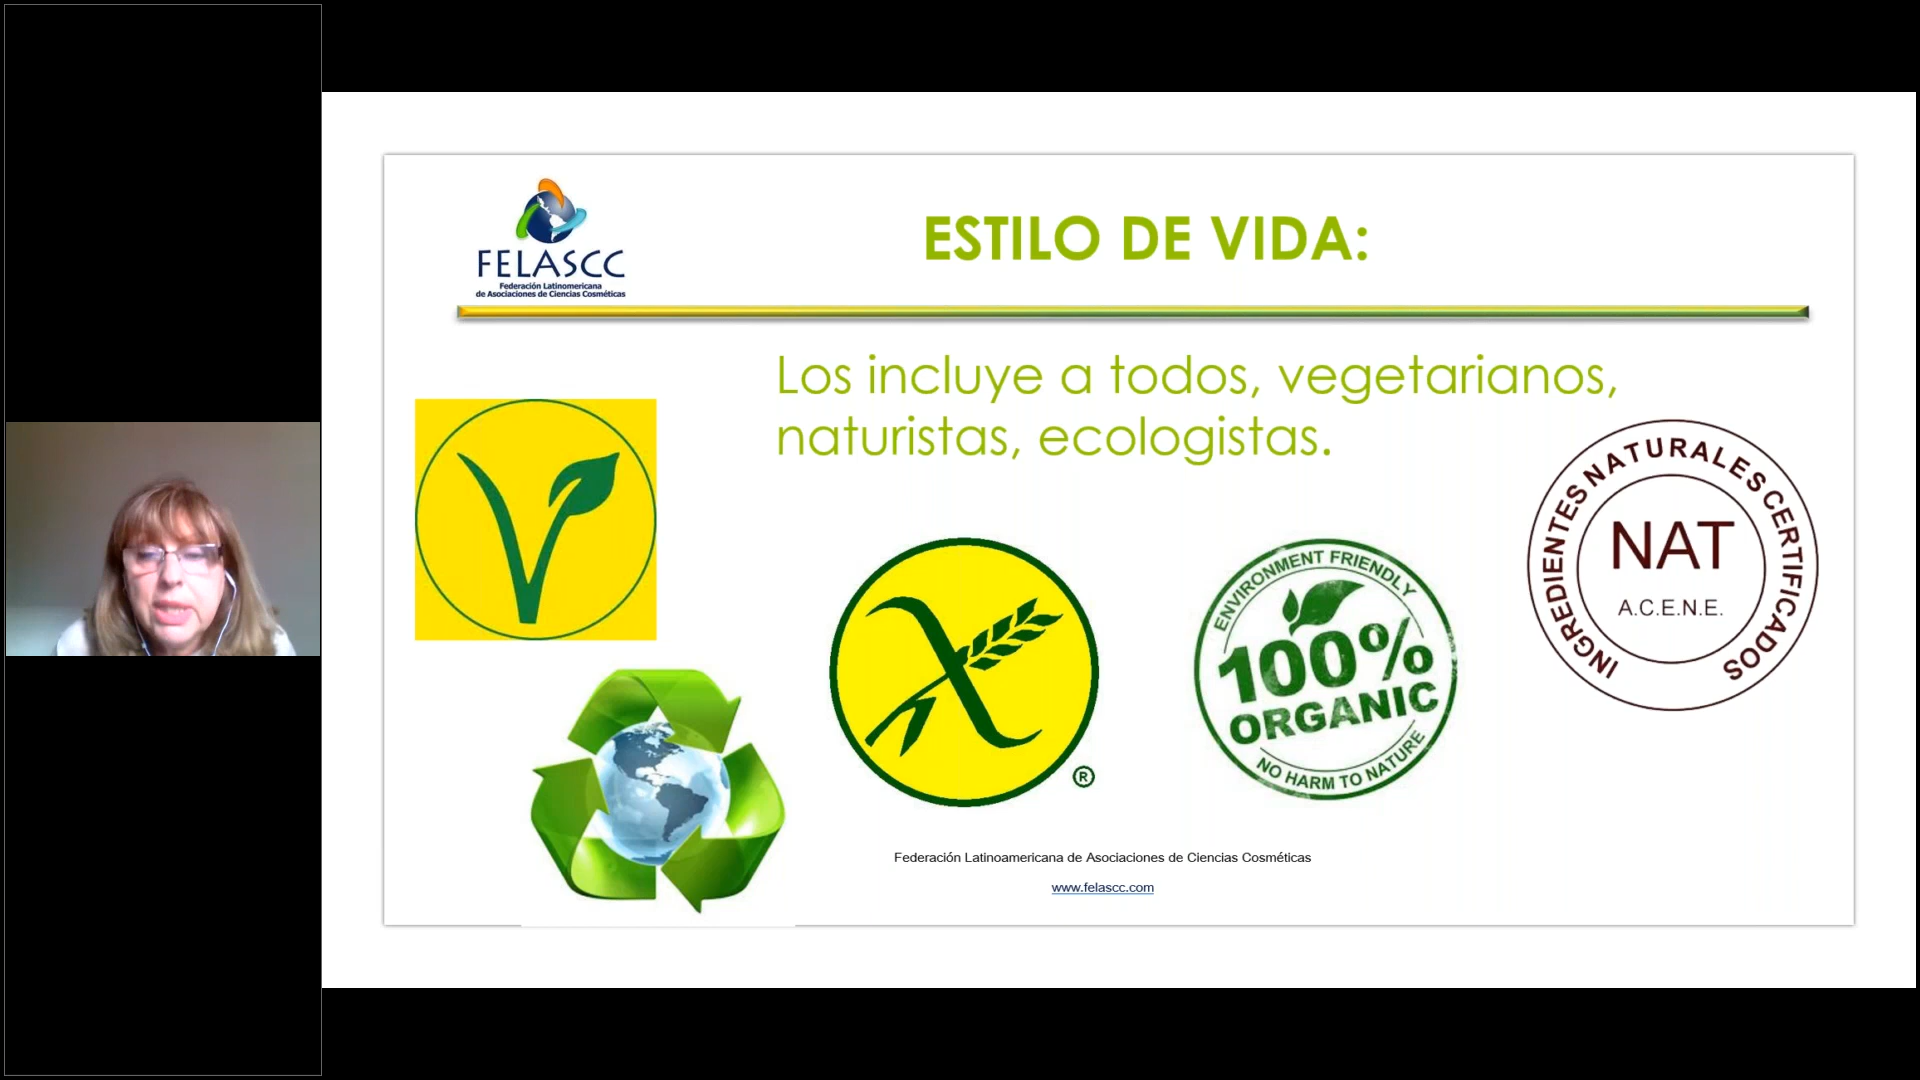 FELASCC
Federación Latinomericana
de Asociaciones de Ciencias Cosméticas
ESTILO DE VIDA:
Los incluye a todos, vegetarianos,
naturistas, ecologistas.
INGREDIENTES NATURALES CERTIFICADOS
NAT
A.C.E.N.E.
ENVIRONMENT FRIENDLY
100%
ORGANIC
NO HARM TO NATURE
®
Federación Latinoamericana de Asociaciones de Ciencias Cosméticas
www.felascc.com